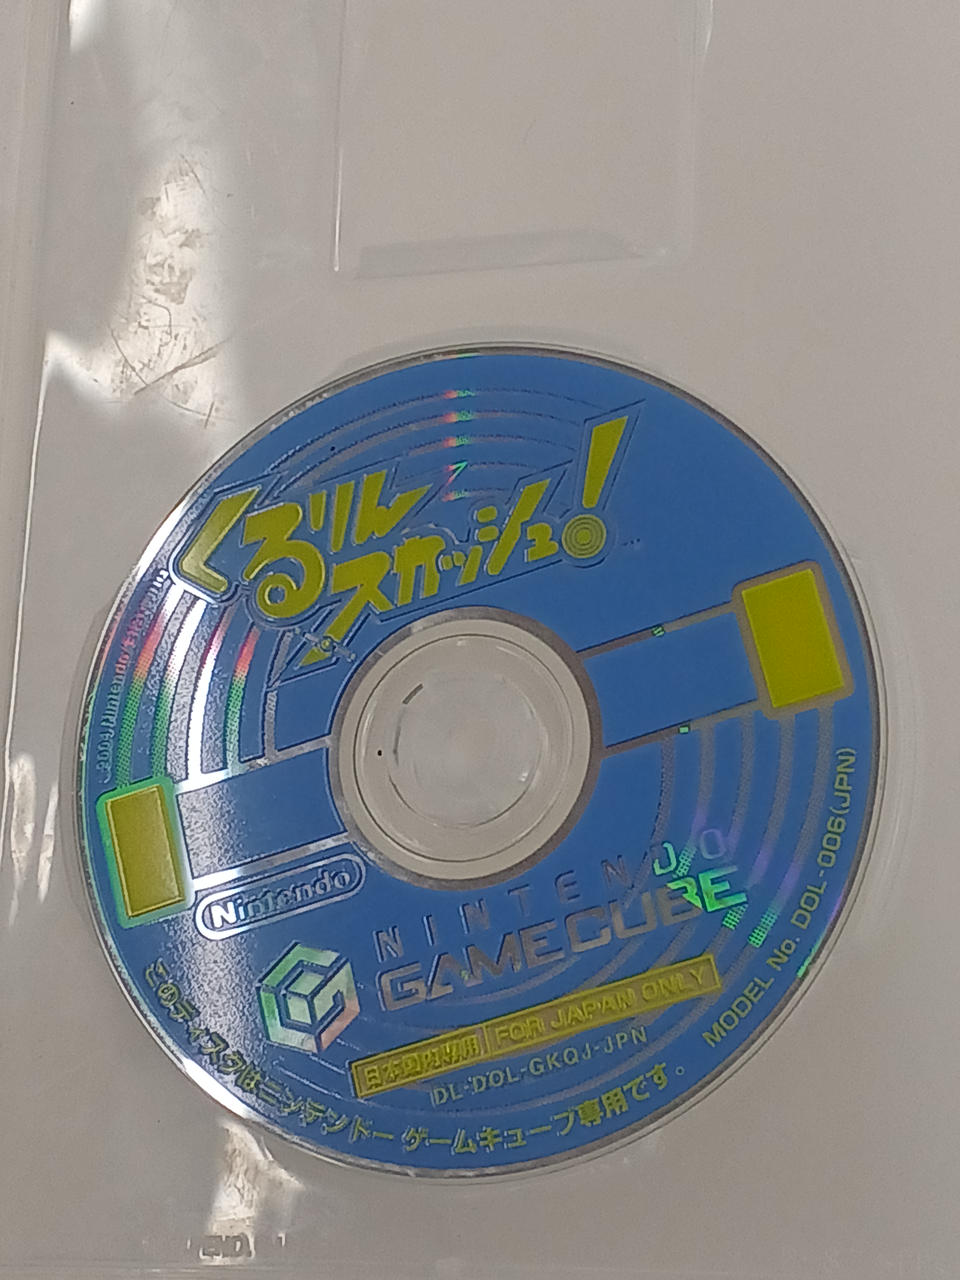 くるりん
スカッシュ!
Nintendo
NINTENDO
GAMECUBE
日本国内専用 FOR JAPAN ONLY
DL-DOL-GKQJ-JPN
このディスクはニンテンドー ゲームキューブ専用です。
MODEL No. DOL-006(JPN)